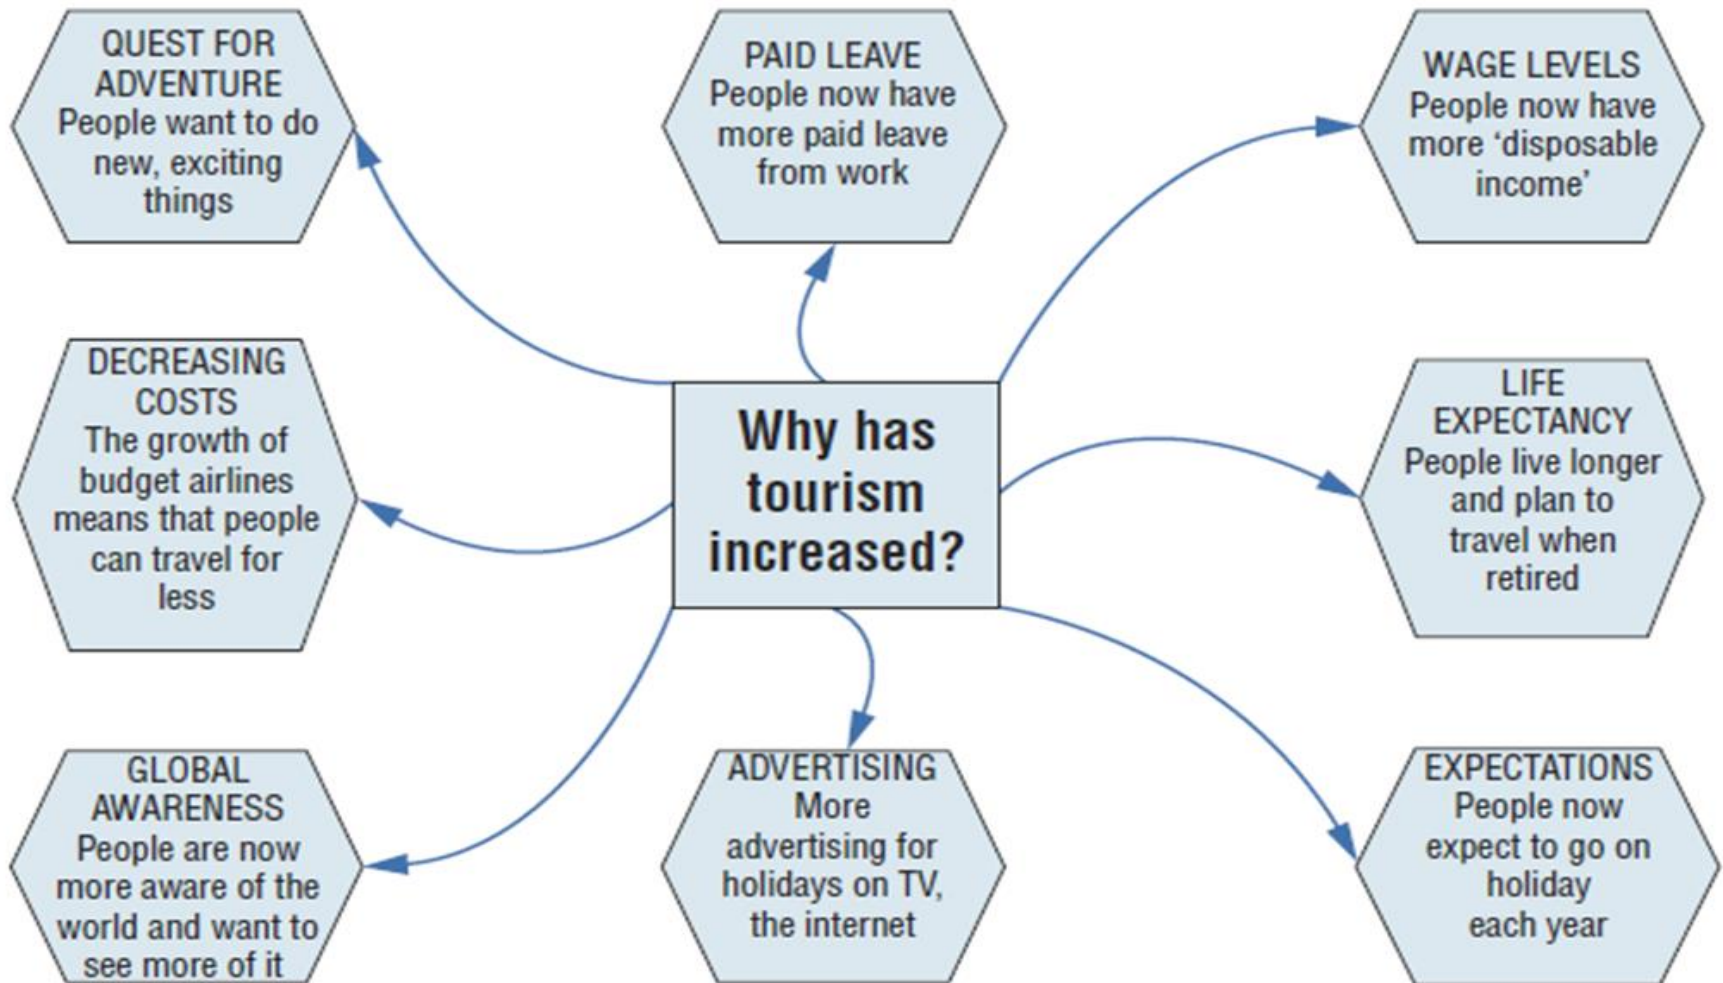 QUEST FOR
ADVENTURE
People want to do
new, exciting
things
PAID LEAVE
People now have
more paid leave
from work
WAGE LEVELS
People now have
more ‘disposable
income’
DECREASING
COSTS
The growth of
budget airlines
means that people
can travel for
less
Why has
tourism
increased?
LIFE
EXPECTANCY
People live longer
and plan to
travel when
retired
GLOBAL
AWARENESS
People are now
more aware of the
world and want to
see more of it
ADVERTISING
More
advertising for
holidays on TV,
the internet
EXPECTATIONS
People now
expect to go on
holiday
each year